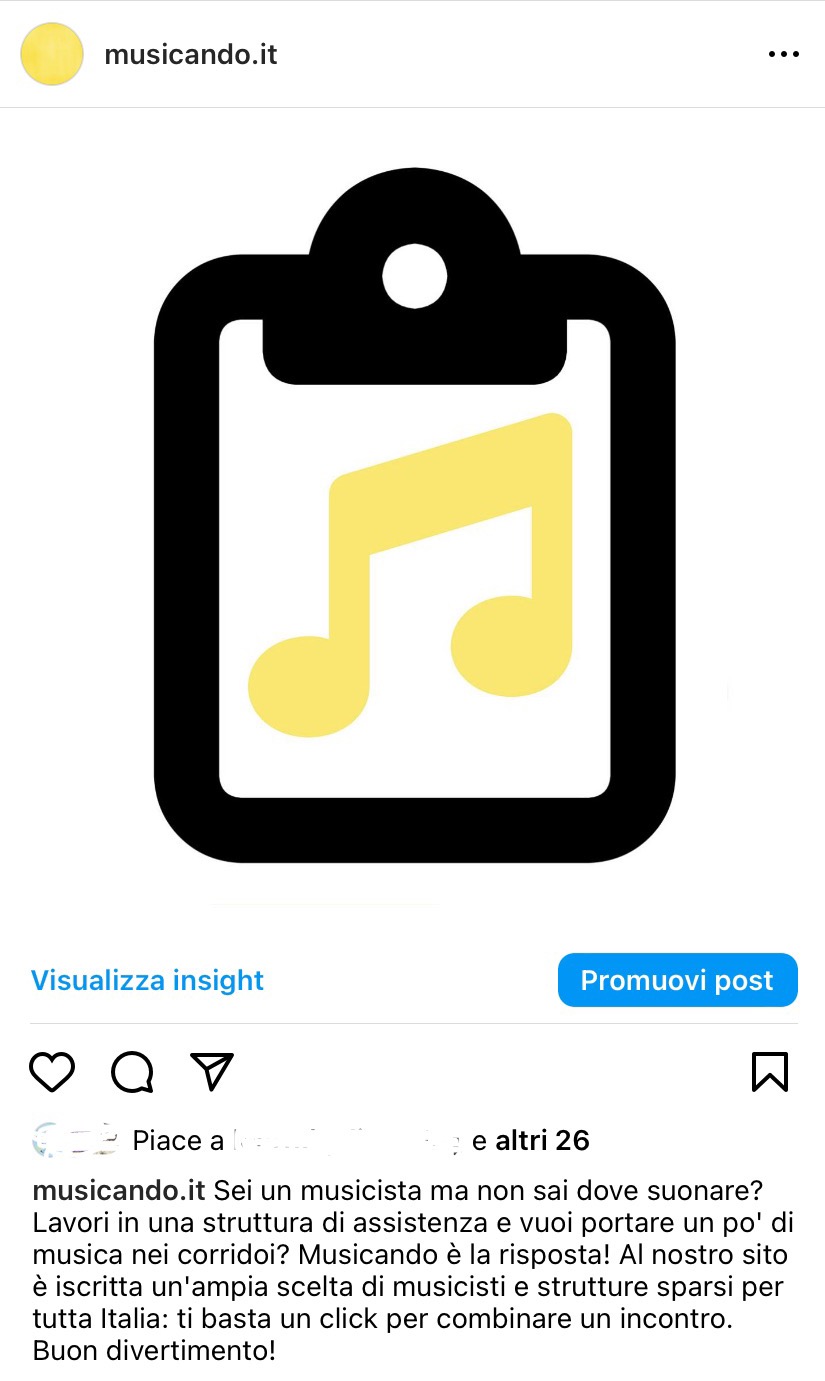 musicando.it
Visualizza insight
Promuovi post
Piace a e altri 26
musicando.it Sei un musicista ma non sai dove suonare?
Lavori in una struttura di assistenza e vuoi portare un po' di
musica nei corridoi? Musicando è la risposta! Al nostro sito
è iscritta un'ampia scelta di musicisti e strutture sparsi per
tutta Italia: ti basta un click per combinare un incontro.
Buon divertimento!